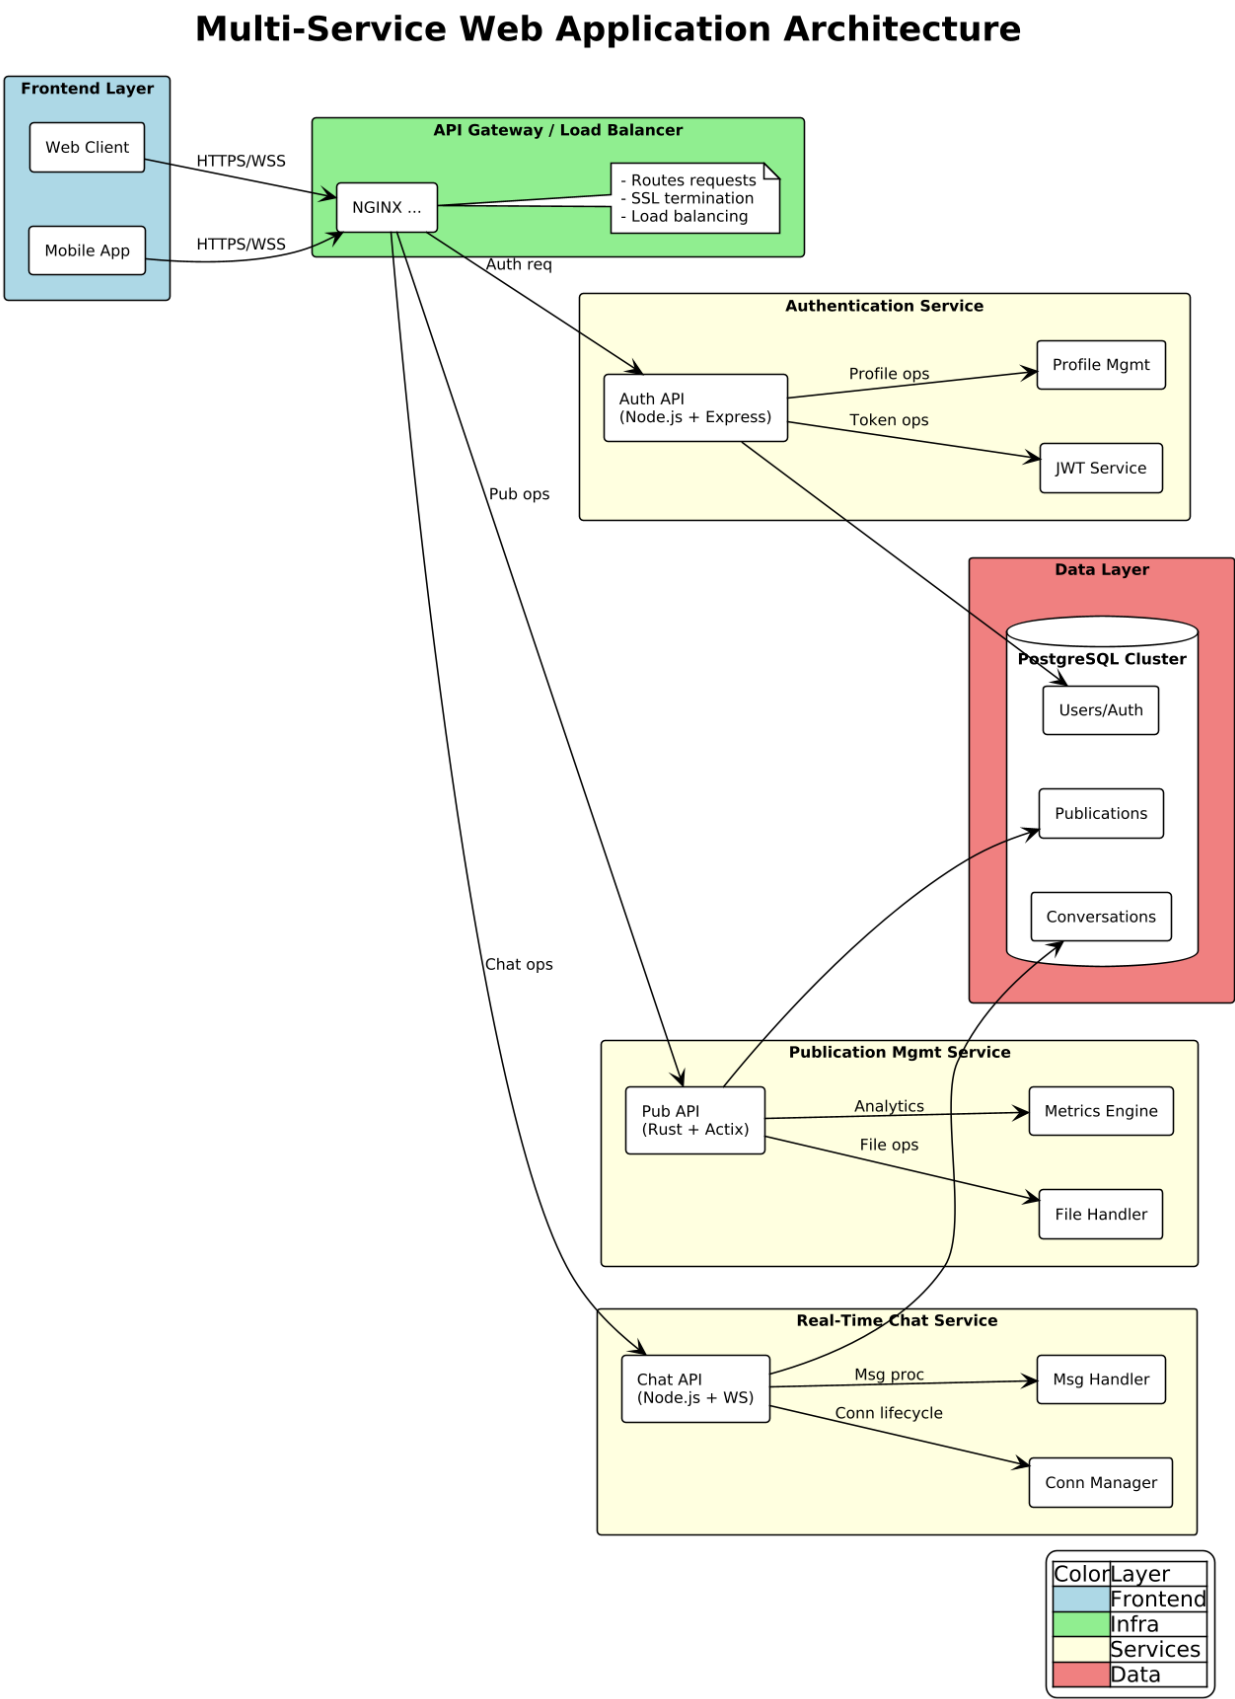 Multi-Service Web Application Architecture
Frontend Layer
Web Client
Mobile App
HTTPS/WSS
HTTPS/WSS
API Gateway / Load Balancer
NGINX ...
- Routes requests
- SSL termination
- Load balancing
Auth req
Pub ops
Chat ops
Authentication Service
Auth API
(Node.js + Express)
Profile ops
Token ops
Profile Mgmt
JWT Service
Data Layer
PostgreSQL Cluster
Users/Auth
Publications
Conversations
Publication Mgmt Service
Pub API
(Rust + Actix)
Analytics
File ops
Metrics Engine
File Handler
Real-Time Chat Service
Chat API
(Node.js + WS)
Msg proc
Conn lifecycle
Msg Handler
Conn Manager
Color Layer
Frontend
Infra
Services
Data